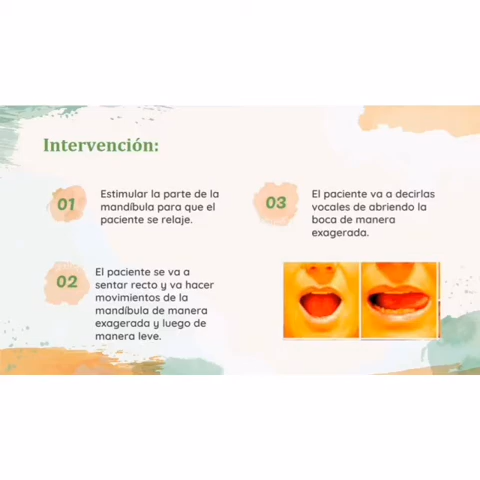 Intervención:
01
Estimular la parte de la
mandíbula para que el
paciente se relaje.
02
El paciente se va a
sentar recto y va hacer
movimientos de la
mandíbula de manera
exagerada y luego de
manera leve.
03
El paciente va a decirlas
vocales de abriendo la
boca de manera
exagerada.